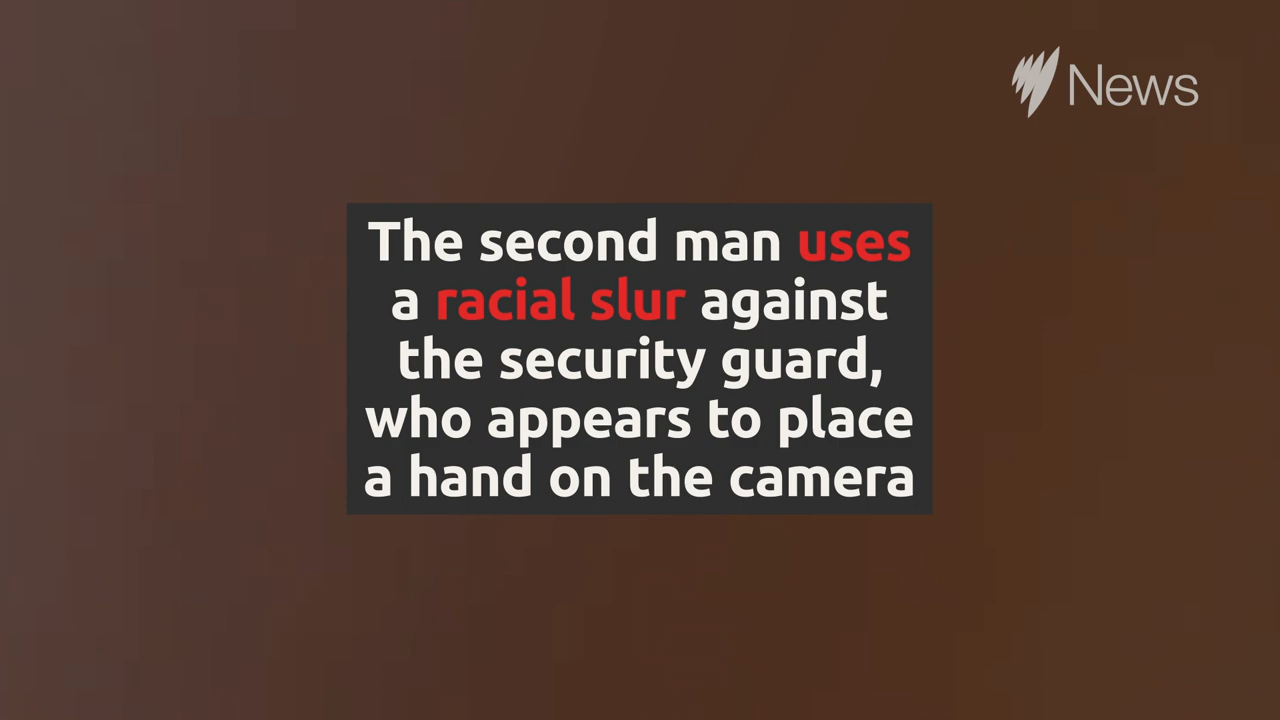 News
The second man uses
a racial slur against
the security guard,
who appears to place
a hand on the camera